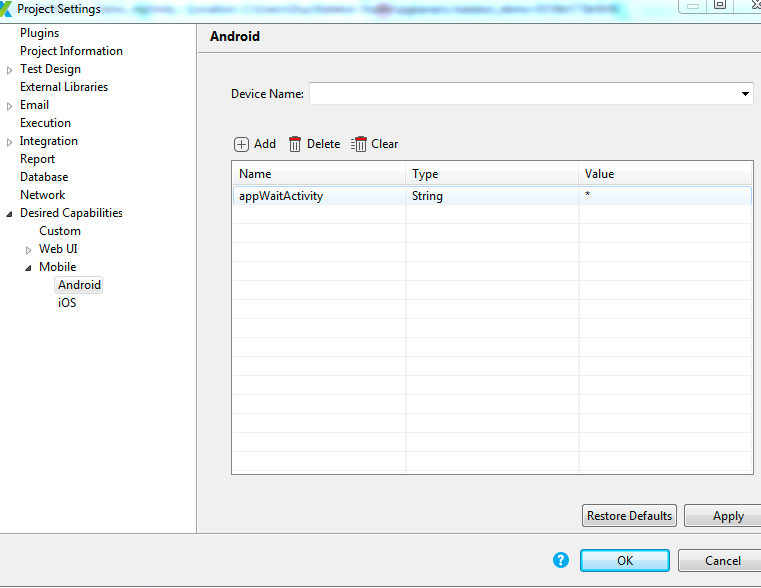 Project Settings
Plugins
Project Information
Test Design
External Libraries
Email
Execution
Integration
Report
Database
Network
Desired Capabilities
Custom
Web UI
Mobile
Android
iOS
Android
Device Name:
Add Delete Clear
Name Type Value
appWaitActivity String *
Restore Defaults Apply
? OK Cancel